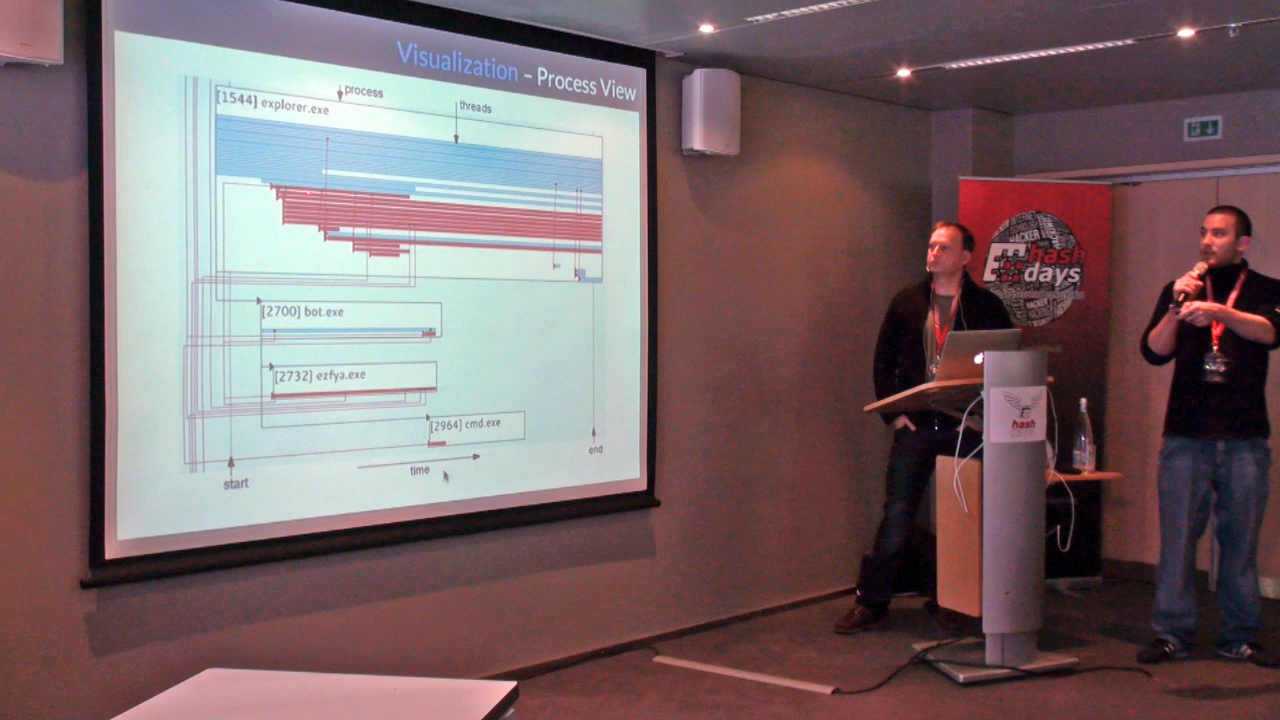 Visualization – Process View
process
threads
[1544] explorer.exe
[2700] bot.exe
[2732] ezfya.exe
[2964] cmd.exe
start
time
end
HACKER
hash
days
hash